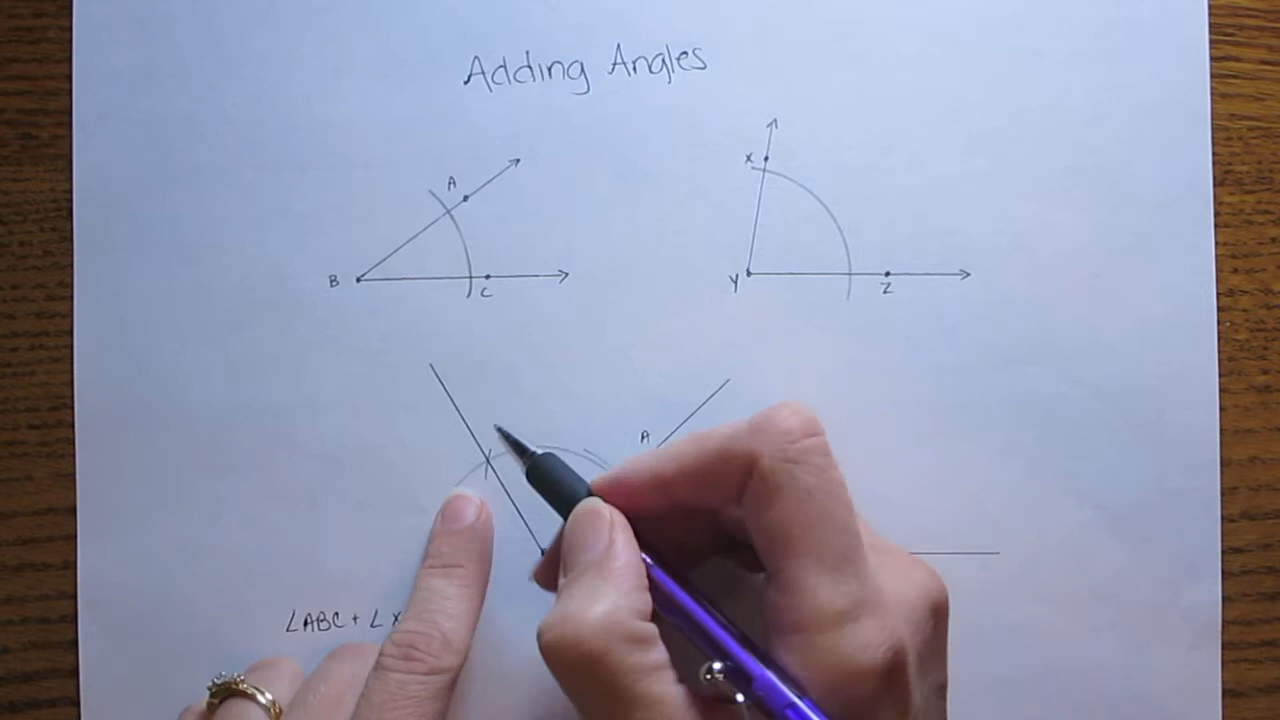 Adding Angles
A
B
C
X
Y
Z
A
∠ABC + ∠X